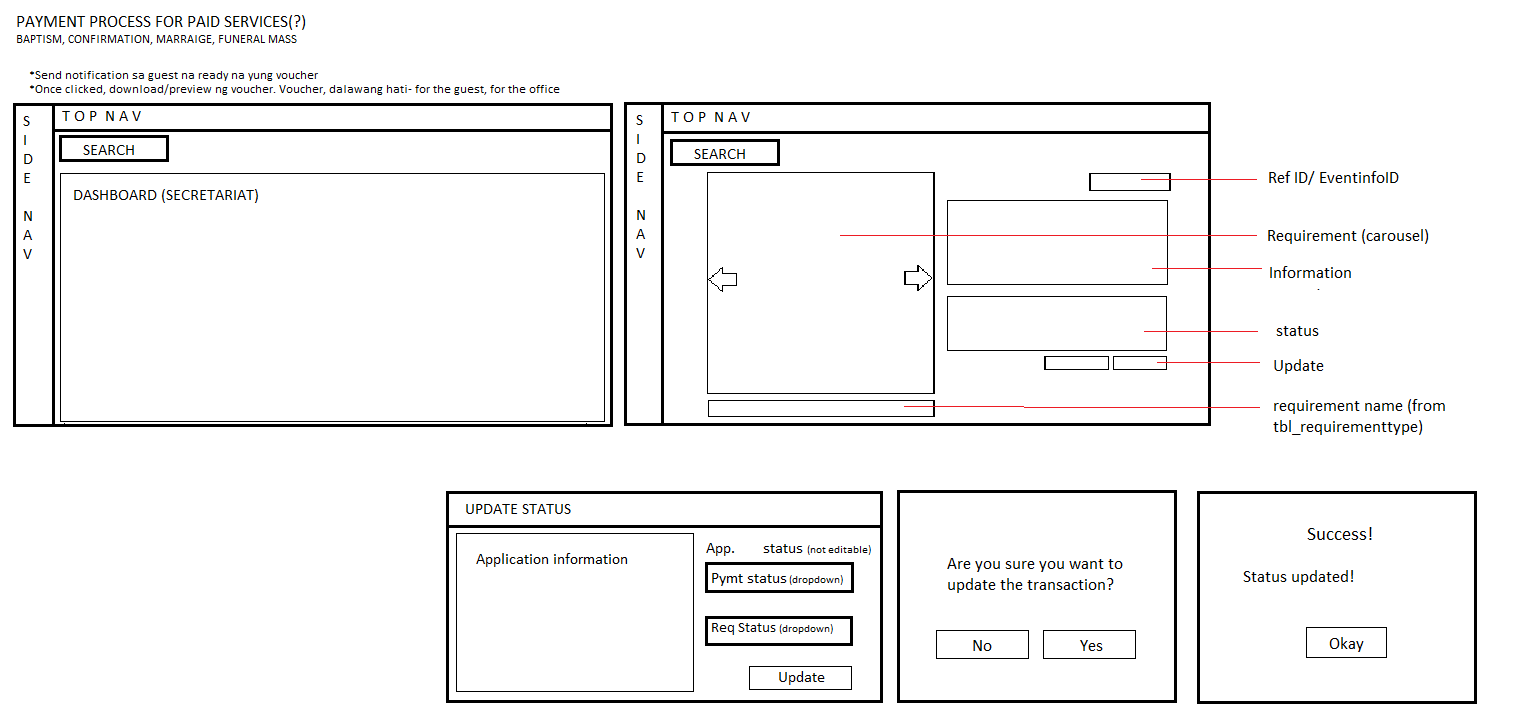 PAYMENT PROCESS FOR PAID SERVICES(?)
BAPTISM, CONFIRMATION, MARRAIGE, FUNERAL MASS
*Send notification sa guest na ready na yung voucher
*Once clicked, download/preview ng voucher. Voucher, dalawang hati- for the guest, for the office
SIDE NAV
TOP NAV
SEARCH
DASHBOARD (SECRETARIAT)
SIDE NAV
TOP NAV
SEARCH
Ref ID/ EventinfoID
Requirement (carousel)
Information
status
Update
requirement name (from
tbl_requirementtype)
UPDATE STATUS
Application information
App. status (not editable)
Pymt status (dropdown)
Req Status (dropdown)
Update
Are you sure you want to
update the transaction?
No
Yes
Success!
Status updated!
Okay